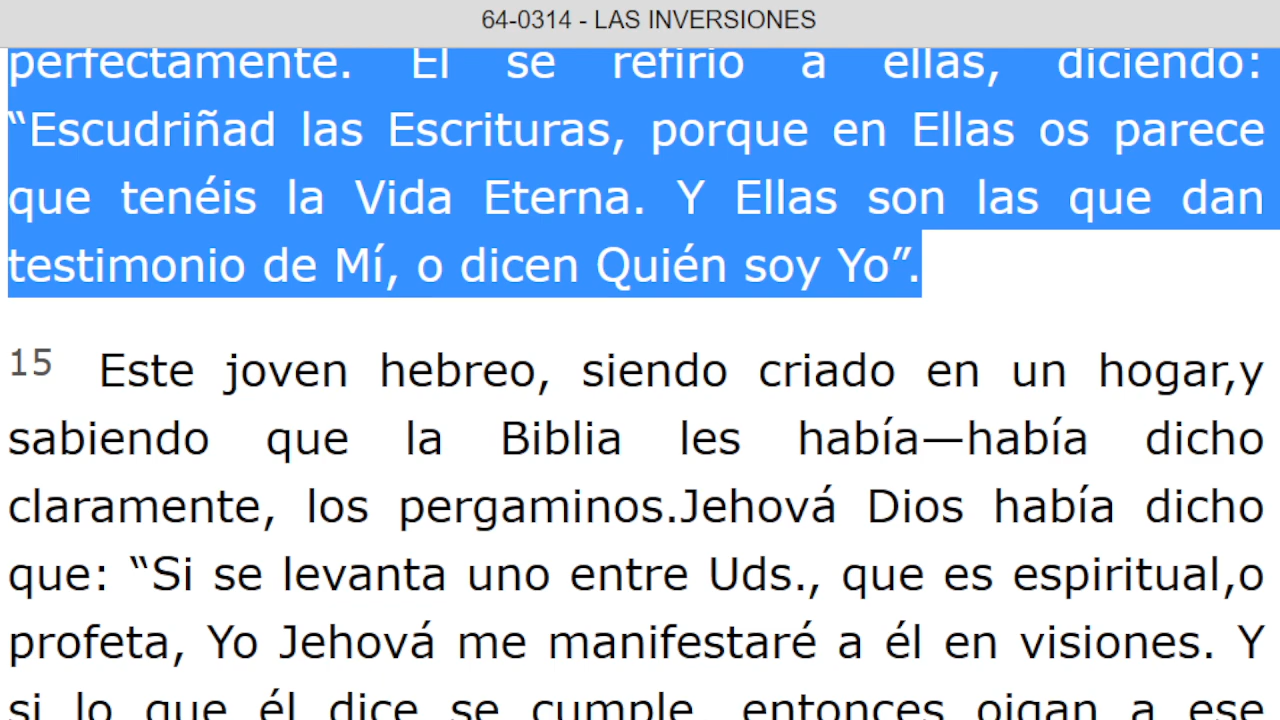 64-0314 - LAS INVERSIONES
perfectamente. Él se refirió a ellas, diciendo:
“Escudriñad las Escrituras, porque en Ellas os parece
que tenéis la Vida Eterna. Y Ellas son las que dan
testimonio de Mí, o dicen Quién soy Yo”.
15 Este joven hebreo, siendo criado en un hogar,y
sabiendo que la Biblia les había—había dicho
claramente, los pergaminos.Jehová Dios había dicho
que: “Si se levanta uno entre Uds., que es espiritual,o
profeta, Yo Jehová me manifestaré a él en visiones. Y
si lo que él dice se cumple, entonces oigan a ese